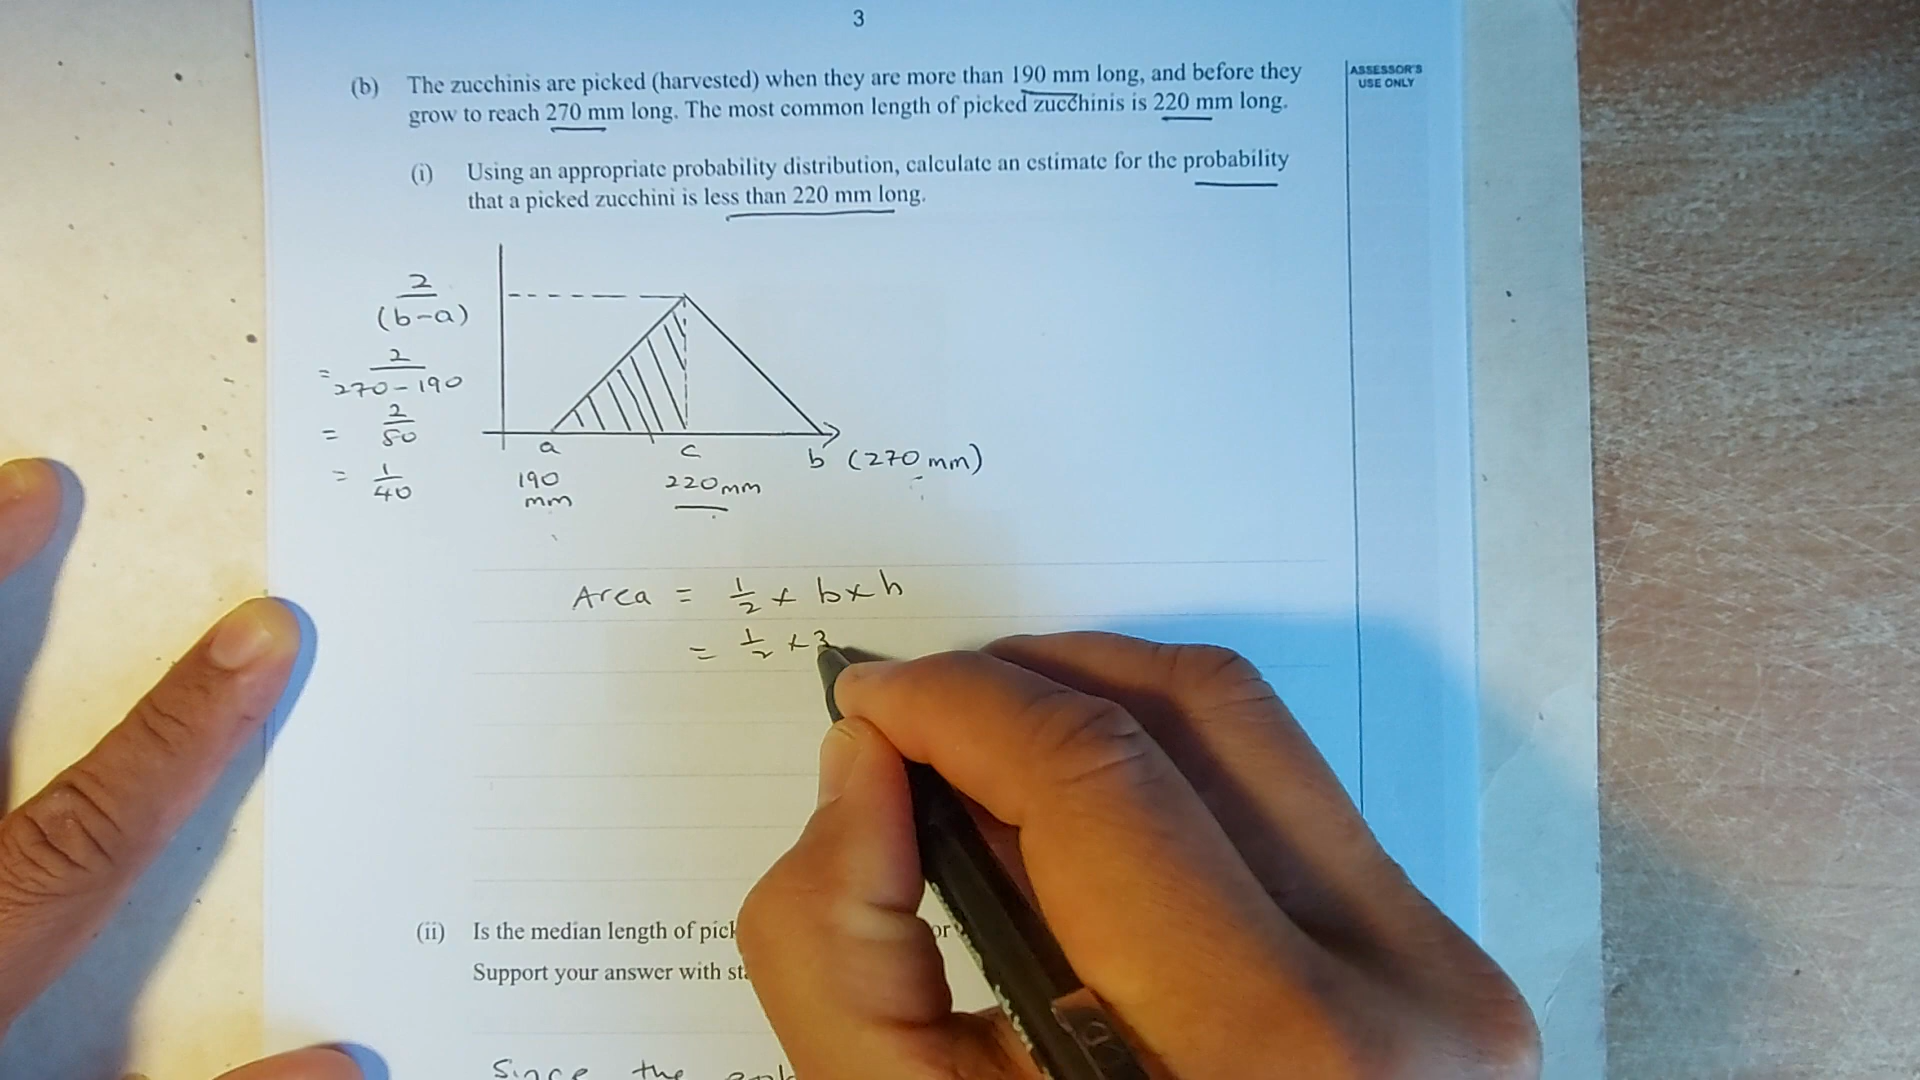 3
ASSESSOR'S
USE ONLY
(b) The zucchinis are picked (harvested) when they are more than 190 mm long, and before they
grow to reach 270 mm long. The most common length of picked zucchinis is 220 mm long.
(i) Using an appropriate probability distribution, calculate an estimate for the probability
that a picked zucchini is less than 220 mm long.
2
(b-a)
= 2
270-190
= 2
80
= 1
40
a c b (270 mm)
190 220mm
mm
Area = 1/2 × b×h
= 1/2 × 3
(ii) Is the median length of or
Support your answer with
Since the